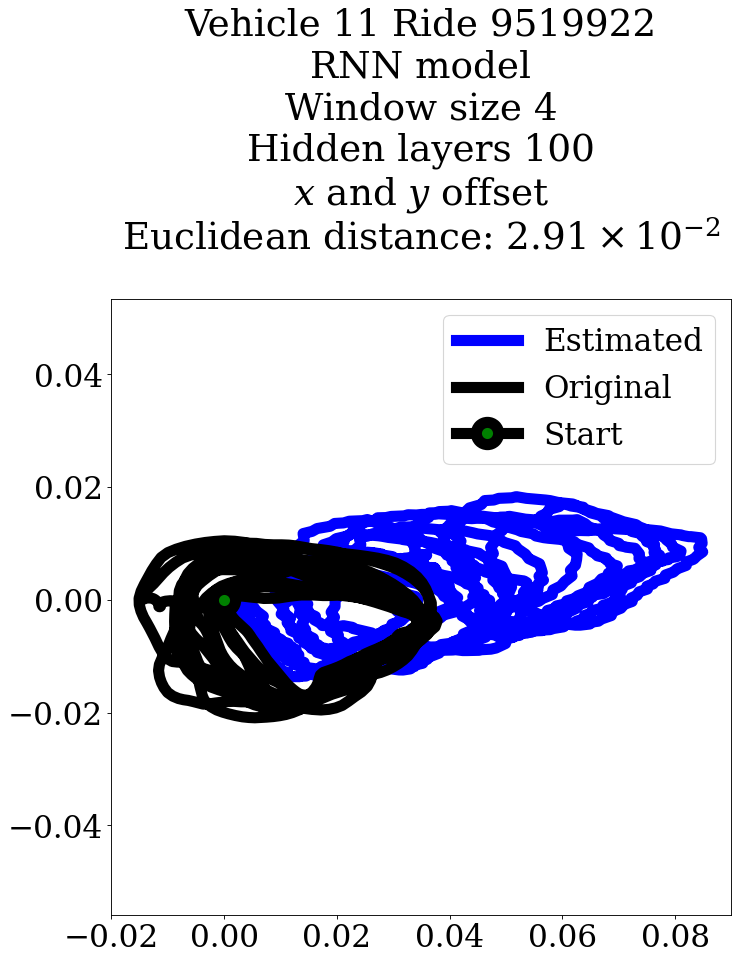 Vehicle 11 Ride 9519922
RNN model
Window size 4
Hidden layers 100
x and y offset
Euclidean distance: 2.91 × 10⁻²
Estimated
Original
Start
0.04
0.02
0.00
−0.02
−0.04
−0.02 0.00 0.02 0.04 0.06 0.08